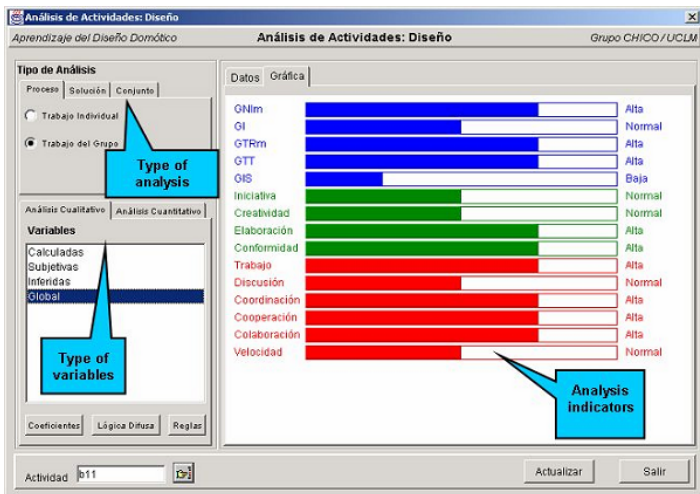 Análisis de Actividades: Diseño
Aprendizaje del Diseño Domótico
Análisis de Actividades: Diseño
Grupo CHICO / UCLM
Tipo de Análisis
Proceso Solución Conjunto
Trabajo Individual
Trabajo del Grupo
Type of
analysis
Análisis Cualitativo Análisis Cuantitativo
Variables
Calculadas
Subjetivas
Inferidas
Global
Type of
variables
Coeficientes Lógica Difusa Reglas
Datos Gráfica
GNIm Alta
GI Normal
GTRm Alta
GTT Alta
GIS Baja
Iniciativa Normal
Creatividad Normal
Elaboración Alta
Conformidad Alta
Trabajo Alta
Discusión Normal
Coordinación Alta
Cooperación Alta
Colaboración Alta
Velocidad Normal
Analysis
indicators
Actividad b11
Actualizar Salir